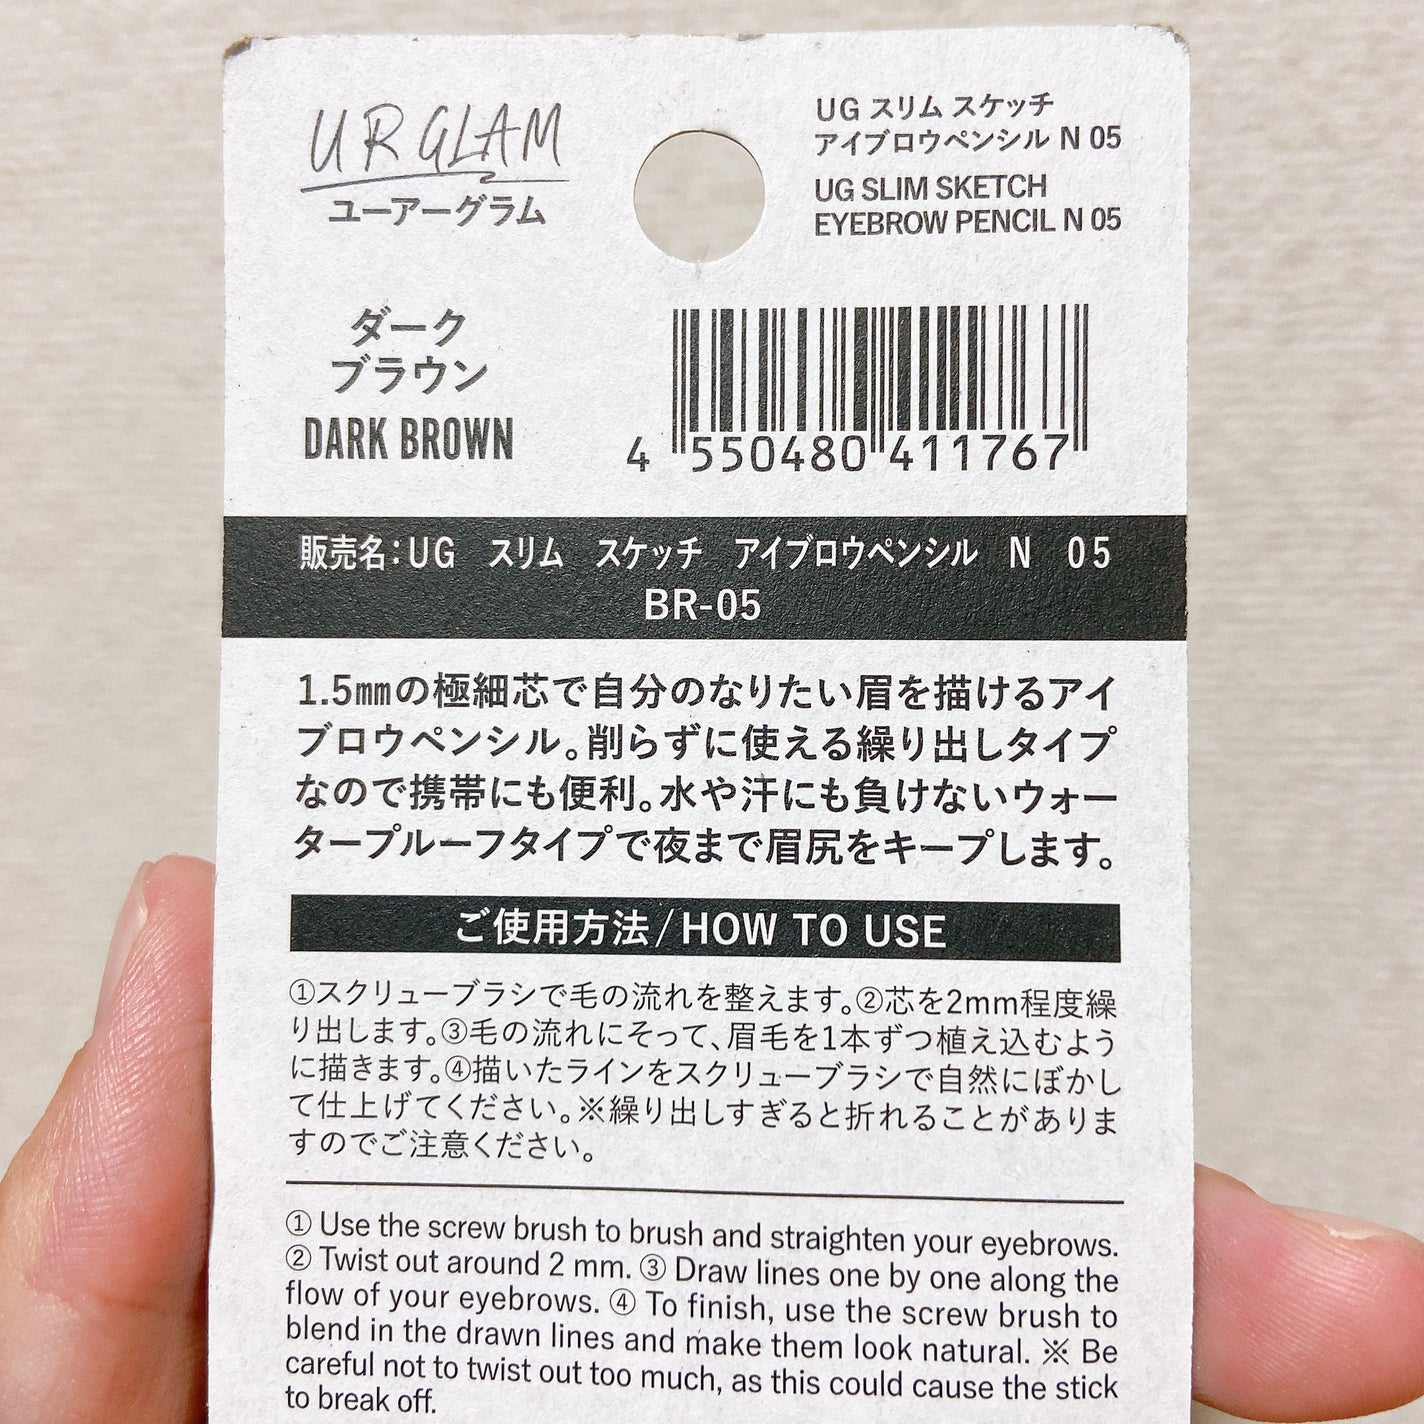 UR GLAM
ユーアーグラム
UG スリム スケッチ
アイブロウペンシル N 05
UG SLIM SKETCH
EYEBROW PENCIL N 05
ダーク
ブラウン
DARK BROWN
4 550480 411767
販売名:UG スリム スケッチ アイブロウペンシル N 05
BR-05
1.5㎜の極細芯で自分のなりたい眉を描けるアイ
ブロウペンシル。削らずに使える繰り出しタイプ
なので携帯にも便利。水や汗にも負けないウォー
タープルーフタイプで夜まで眉尻をキープします。
ご使用方法/HOW TO USE
①スクリューブラシで毛の流れを整えます。②芯を2mm程度繰
り出します。③毛の流れにそって、眉毛を1本ずつ植え込むよう
に描きます。④描いたラインをスクリューブラシで自然にぼかし
て仕上げてください。※繰り出しすぎると折れることがありま
すのでご注意ください。
① Use the screw brush to brush and straighten your eyebrows.
② Twist out around 2 mm. ③ Draw lines one by one along the
flow of your eyebrows. ④ To finish, use the screw brush to
blend in the drawn lines and make them look natural. ※ Be
careful not to twist out too much, as this could cause the stick
to break off.